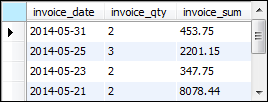 invoice_date invoice_qty invoice_sum
2014-05-31 2 453.75
2014-05-25 3 2201.15
2014-05-23 2 347.75
2014-05-21 2 8078.44